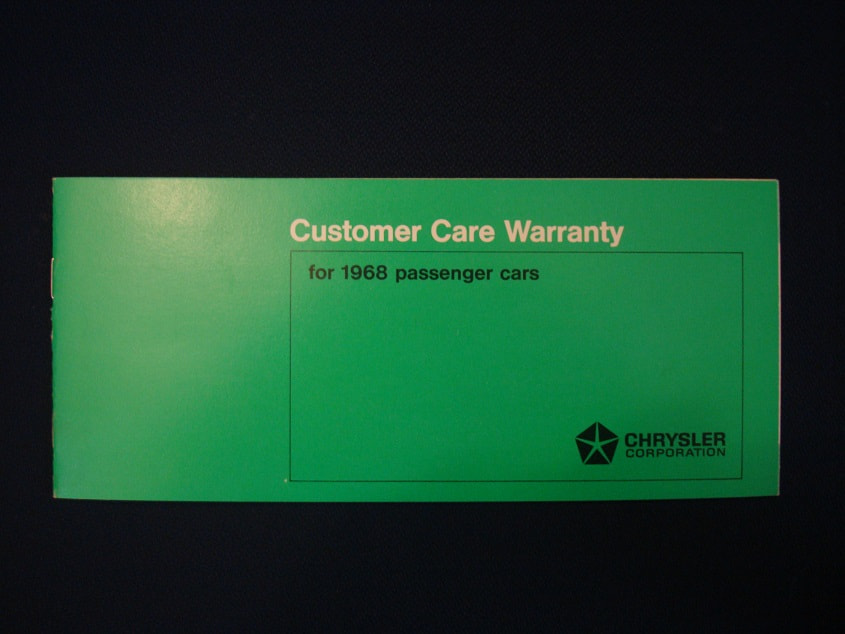 Customer Care Warranty
for 1968 passenger cars
CHRYSLER
CORPORATION